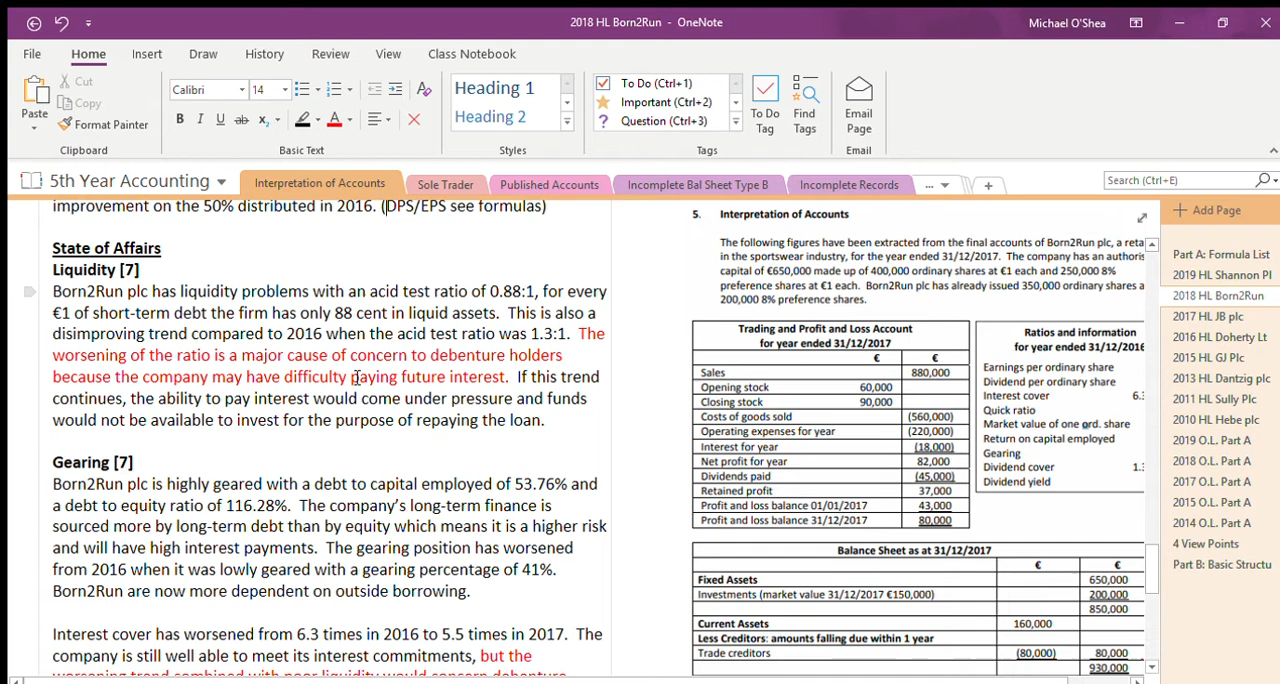 2018 HL Born2Run - OneNote
Michael O'Shea
File Home Insert Draw History Review View Class Notebook
Paste
Cut
Copy
Format Painter
Clipboard
Calibri 14
B I U ab x₂ A
Basic Text
Heading 1
Heading 2
Styles
To Do (Ctrl+1)
Important (Ctrl+2)
Question (Ctrl+3)
To Do Tag
Find Tags
Tags
Email Page
Email
5th Year Accounting
Interpretation of Accounts
Sole Trader
Published Accounts
Incomplete Bal Sheet Type B
Incomplete Records
...
Search (Ctrl+E)
improvement on the 50% distributed in 2016. (DPS/EPS see formulas)
State of Affairs
Liquidity [7]
Born2Run plc has liquidity problems with an acid test ratio of 0.88:1, for every
€1 of short-term debt the firm has only 88 cent in liquid assets. This is also a
disimproving trend compared to 2016 when the acid test ratio was 1.3:1. The
worsening of the ratio is a major cause of concern to debenture holders
because the company may have difficulty paying future interest. If this trend
continues, the ability to pay interest would come under pressure and funds
would not be available to invest for the purpose of repaying the loan.
Gearing [7]
Born2Run plc is highly geared with a debt to capital employed of 53.76% and
a debt to equity ratio of 116.28%. The company's long-term finance is
sourced more by long-term debt than by equity which means it is a higher risk
and will have high interest payments. The gearing position has worsened
from 2016 when it was lowly geared with a gearing percentage of 41%.
Born2Run are now more dependent on outside borrowing.
Interest cover has worsened from 6.3 times in 2016 to 5.5 times in 2017. The
company is still well able to meet its interest commitments, but the
worsening trend combined with poor liquidity would concern debenture
5. Interpretation of Accounts
The following figures have been extracted from the final accounts of Born2Run plc, a reta
in the sportswear industry, for the year ended 31/12/2017. The company has an authoris
capital of €650,000 made up of 400,000 ordinary shares at €1 each and 250,000 8%
preference shares at €1 each. Born2Run plc has already issued 350,000 ordinary shares a
200,000 8% preference shares.
Trading and Profit and Loss Account
for year ended 31/12/2017
€ €
Sales 880,000
Opening stock 60,000
Closing stock 90,000
Costs of goods sold (560,000)
Operating expenses for year (220,000)
Interest for year (18,000)
Net profit for year 82,000
Dividends paid (45,000)
Retained profit 37,000
Profit and loss balance 01/01/2017 43,000
Profit and loss balance 31/12/2017 80,000
Ratios and information
for year ended 31/12/2016
Earnings per ordinary share
Dividend per ordinary share
Interest cover 6.3
Quick ratio
Market value of one ord. share
Return on capital employed
Gearing
Dividend cover 1.3
Dividend yield
Balance Sheet as at 31/12/2017
€ €
Fixed Assets 650,000
Investments (market value 31/12/2017 €150,000) 200,000
850,000
Current Assets 160,000
Less Creditors: amounts falling due within 1 year
Trade creditors (80,000) 80,000
930,000
Add Page
Part A: Formula List
2019 HL Shannon Pl
2018 HL Born2Run
2017 HL JB plc
2016 HL Doherty Lt
2015 HL GJ Plc
2013 HL Dantzig plc
2011 HL Sully Plc
2010 HL Hebe plc
2019 O.L. Part A
2018 O.L. Part A
2017 O.L. Part A
2015 O.L. Part A
2014 O.L. Part A
4 View Points
Part B: Basic Structu